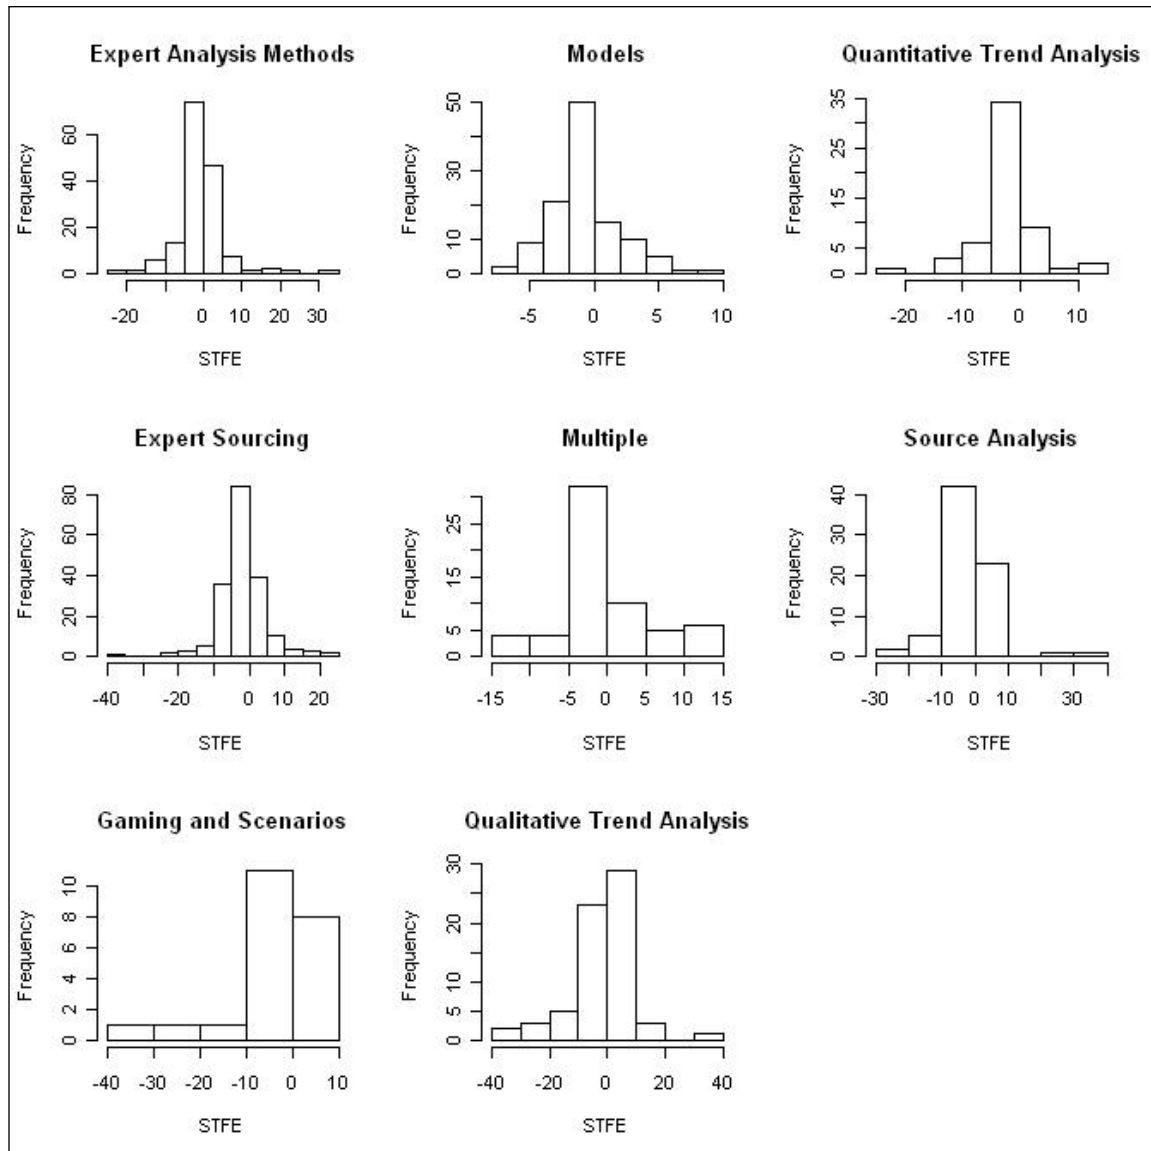 Expert Analysis Methods
Frequency
60
40
20
0
-20 0 10 20 30
STFE
Models
Frequency
50
30
10
0
-5 0 5 10
STFE
Quantitative Trend Analysis
Frequency
35
25
15
5
0
-20 -10 0 10
STFE
Expert Sourcing
Frequency
80
60
40
20
0
-40 -20 0 10 20
STFE
Multiple
Frequency
25
15
5
0
-15 -5 0 5 10 15
STFE
Source Analysis
Frequency
40
30
20
10
0
-30 -10 0 10 30
STFE
Gaming and Scenarios
Frequency
10
8
6
4
2
0
-40 -30 -20 -10 0 10
STFE
Qualitative Trend Analysis
Frequency
30
20
10
5
0
-40 -20 0 20 40
STFE